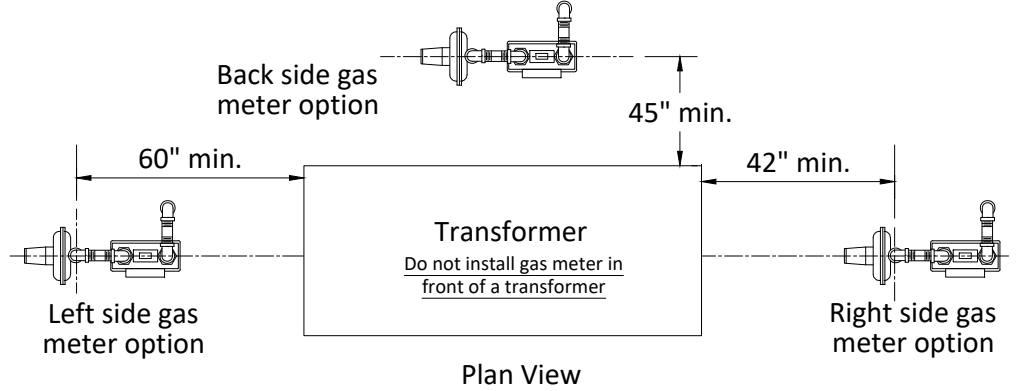 Back side gas
meter option
45" min.
60" min.
42" min.
Transformer
Do not install gas meter in
front of a transformer
Left side gas
meter option
Right side gas
meter option
Plan View